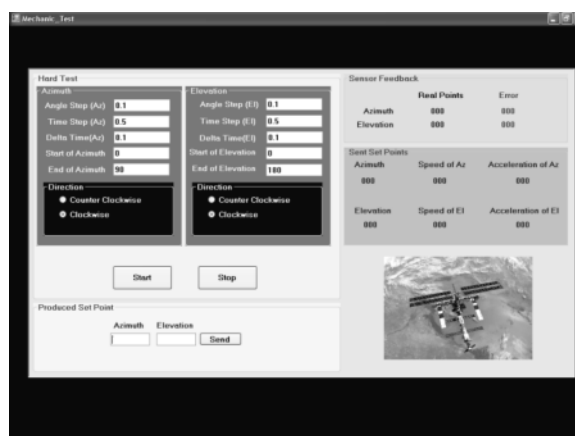 Mechanic_Test
Hard Test
Azimuth
Angle Step (Az) 0.1
Time Step (Az) 0.5
Delta Time(Az) 0.1
Start of Azimuth 0
End of Azimuth 90
Direction
Counter Clockwise
Clockwise
Elevation
Angle Step (El) 0.1
Time Step (El) 0.5
Delta Time(El) 0.1
Start of Elevation 0
End of Elevation 180
Direction
Counter Clockwise
Clockwise
Start Stop
Produced Set Point
Azimuth Elevation
Send
Sensor Feedback
Real Points Error
Azimuth 000 000
Elevation 000 000
Sent Set Points
Azimuth Speed of Az Acceleration of Az
000 000 000
Elevation Speed of El Acceleration of El
000 000 000